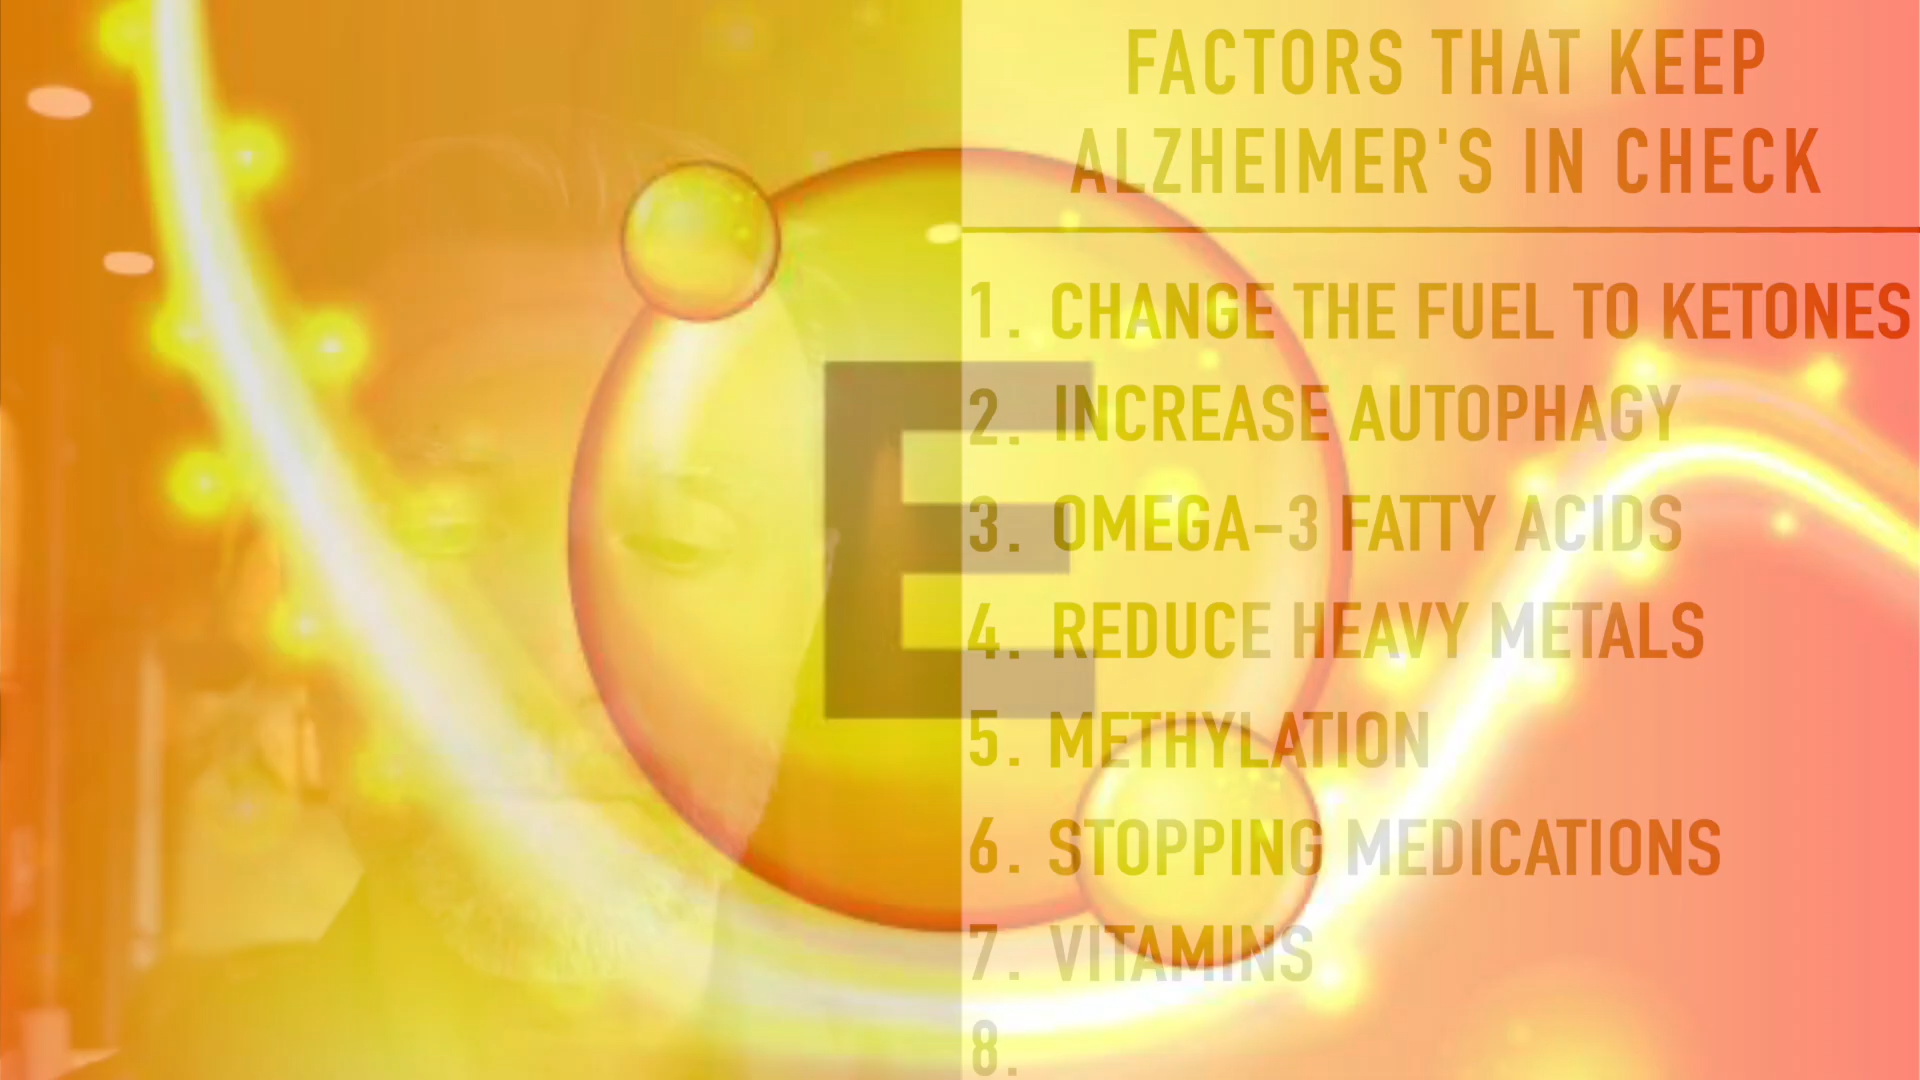 FACTORS THAT KEEP
ALZHEIMER'S IN CHECK
E
1. CHANGE THE FUEL TO KETONES
2. INCREASE AUTOPHAGY
3. OMEGA-3 FATTY ACIDS
4. REDUCE HEAVY METALS
5. METHYLATION
6. STOPPING MEDICATIONS
7. VITAMINS
8.